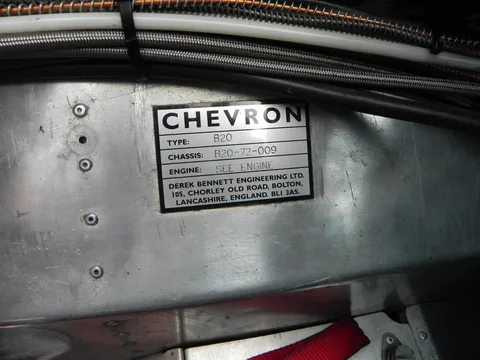 CHEVRON
TYPE: B20
CHASSIS: B20-72-009
ENGINE: SEE ENGINE
DEREK BENNETT ENGINEERING LTD.
105, CHORLEY OLD ROAD, BOLTON,
LANCASHIRE, ENGLAND. BL1 3AS.